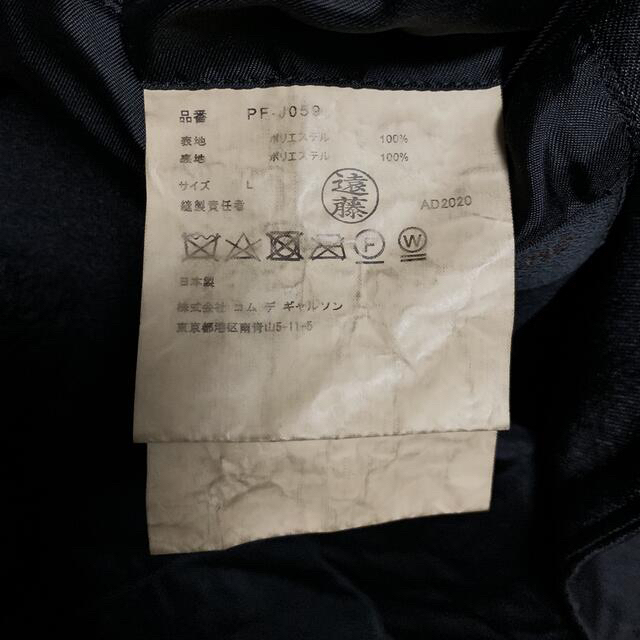 品番 PF-J059
表地 ポリエステル 100%
裏地 ポリエステル 100%
サイズ L
縫製責任者 遠藤 AD2020
F W
日本製
株式会社 コム デ ギャルソン
東京都港区南青山5-11-5